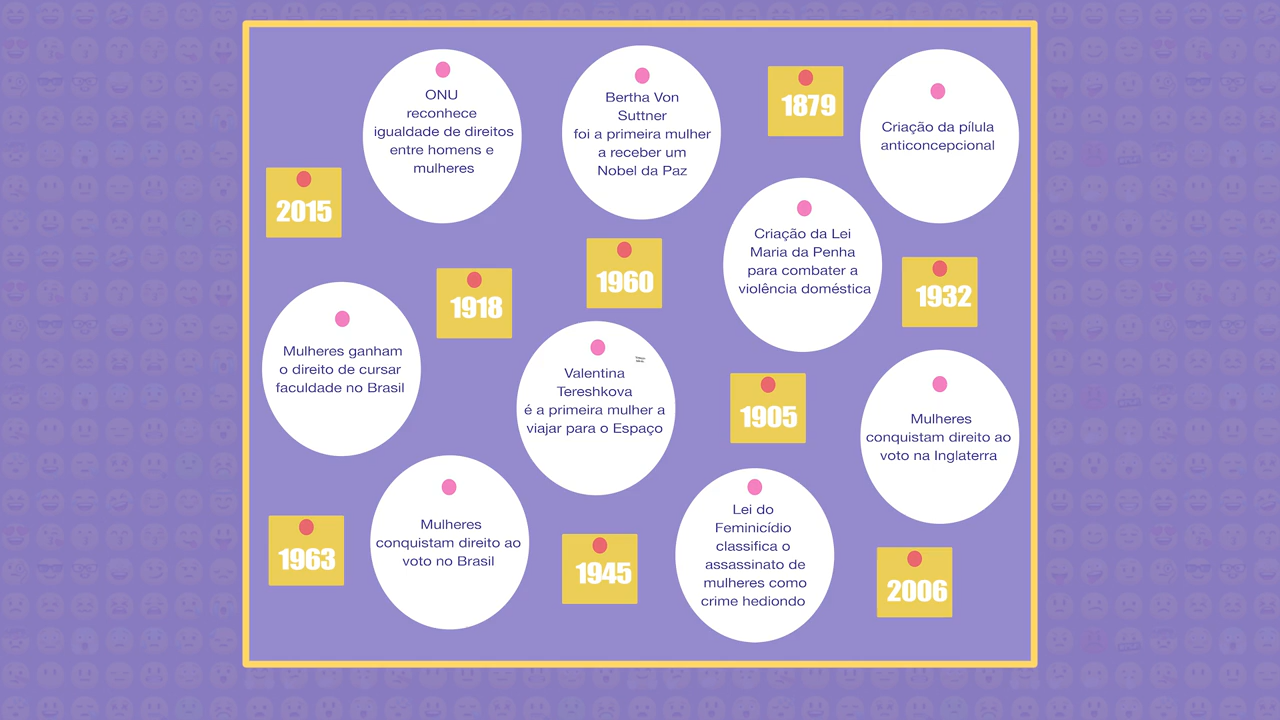 ONU
reconhece
igualdade de direitos
entre homens e
mulheres
Bertha Von
Suttner
foi a primeira mulher
a receber um
Nobel da Paz
1879
Criação da pílula
anticoncepcional
2015
1918
1960
Criação da Lei
Maria da Penha
para combater a
violência doméstica
1932
Mulheres ganham
o direito de cursar
faculdade no Brasil
Valentina
Tereshkova
é a primeira mulher a
viajar para o Espaço
1905
Mulheres
conquistam direito ao
voto na Inglaterra
1963
Mulheres
conquistam direito ao
voto no Brasil
1945
Lei do
Feminicídio
classifica o
assassinato de
mulheres como
crime hediondo
2006